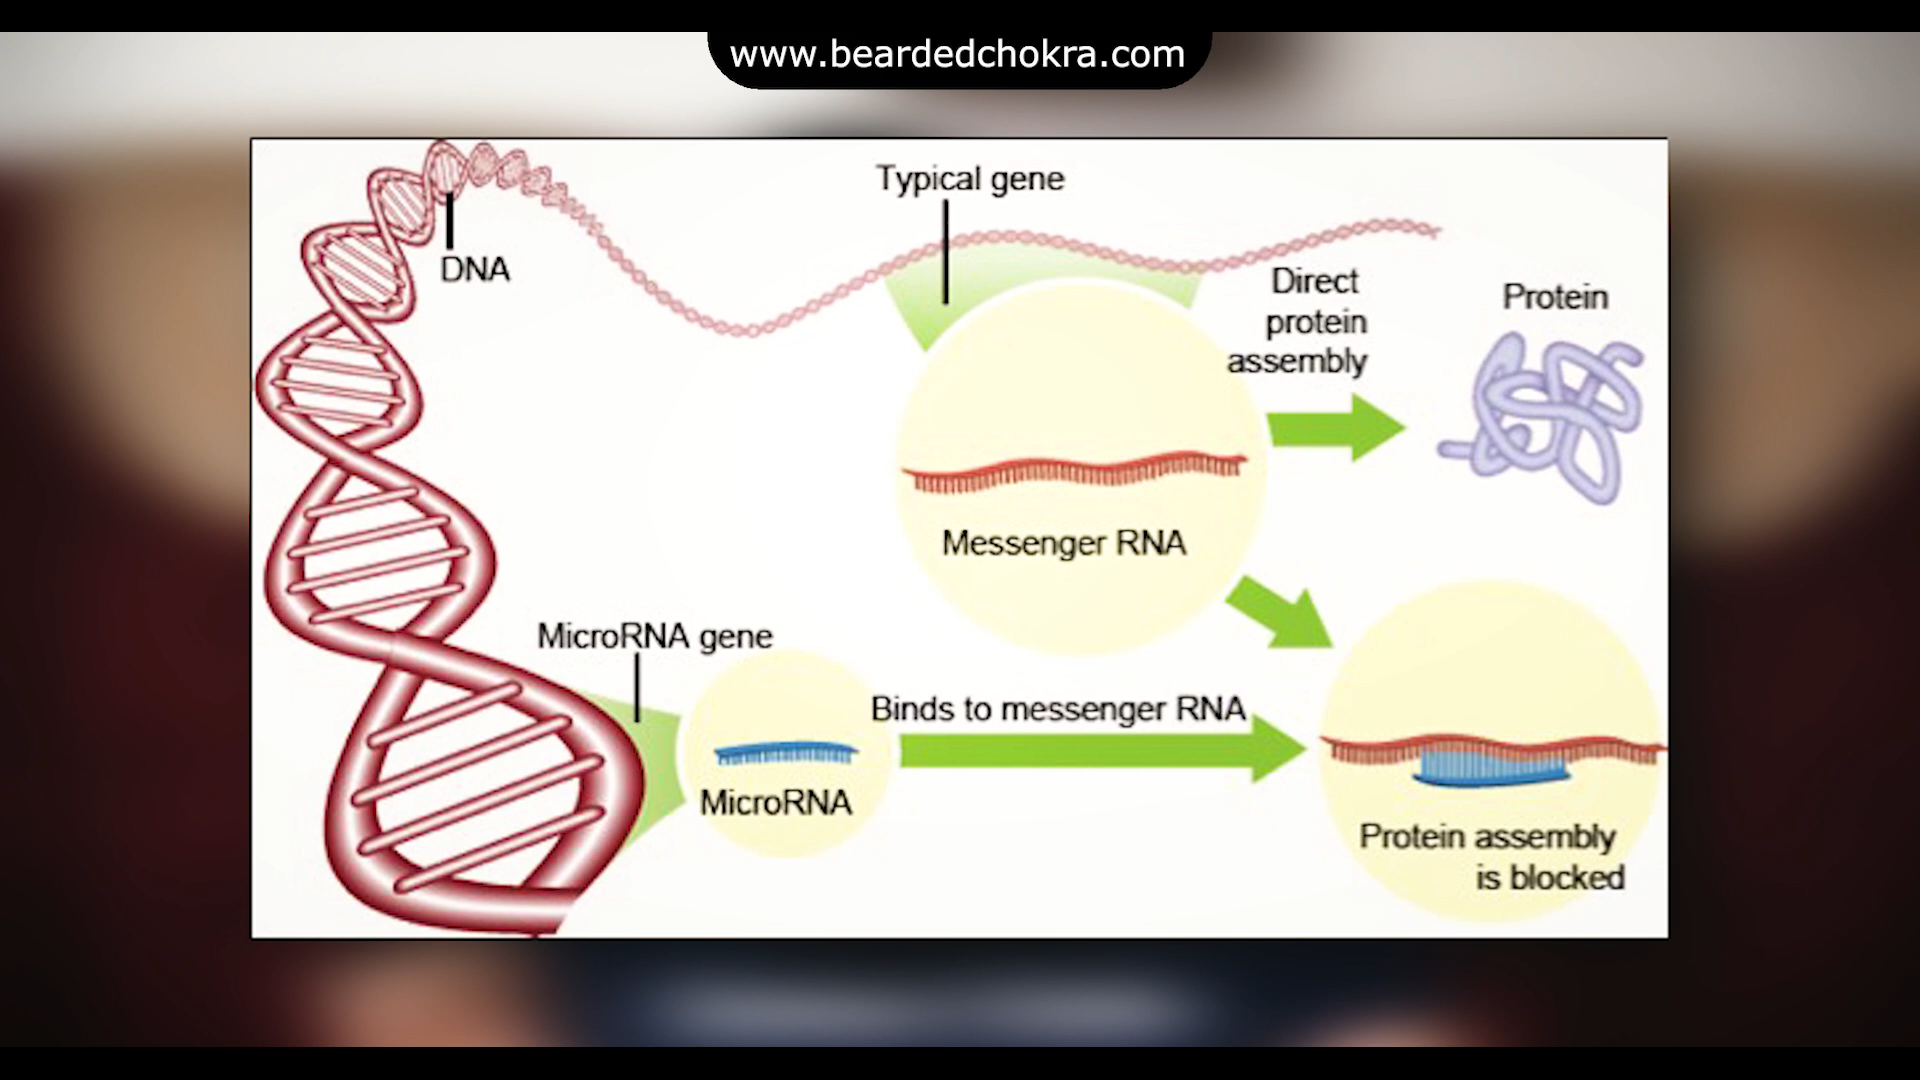 www.beardedchokra.com
Typical gene
DNA
Direct
protein
assembly
Protein
Messenger RNA
MicroRNA gene
Binds to messenger RNA
MicroRNA
Protein assembly
is blocked